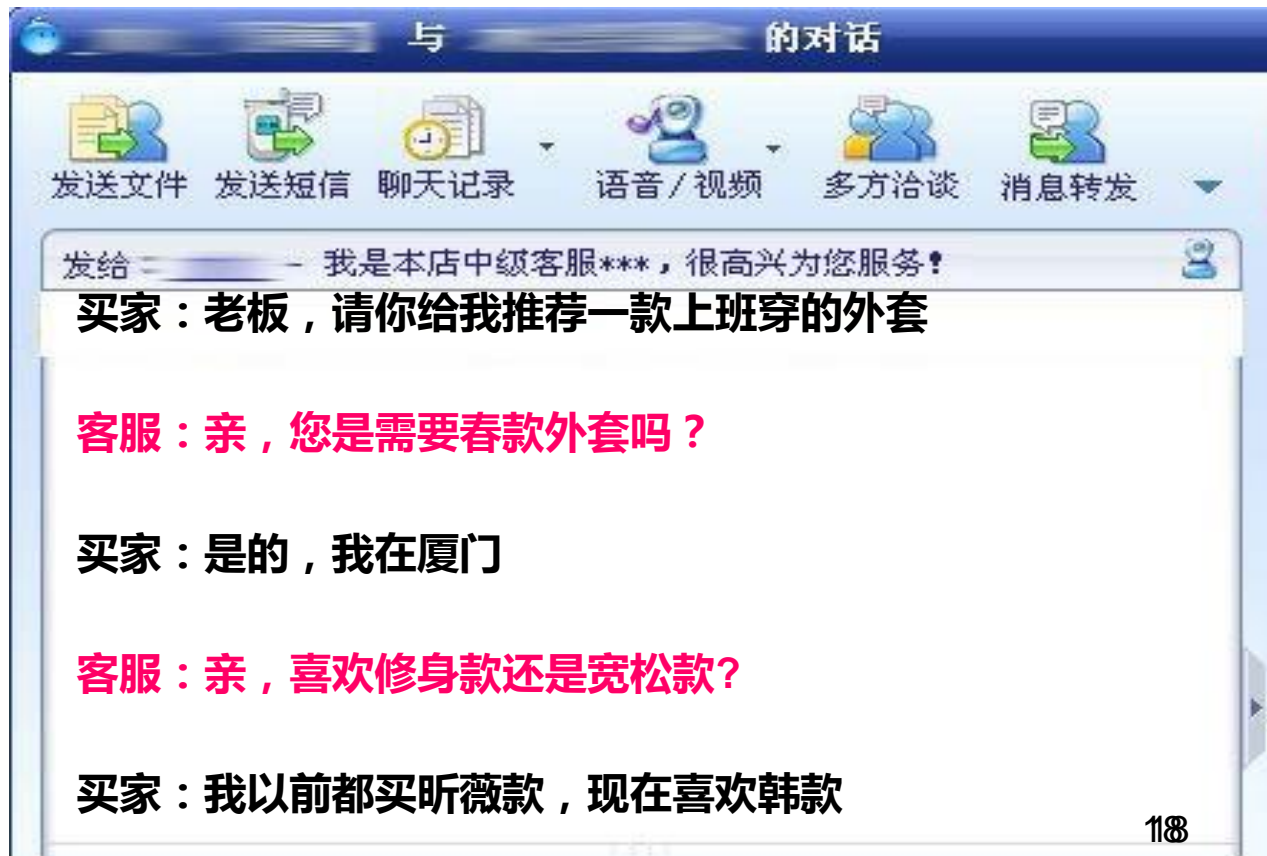 与 的对话
发送文件 发送短信 聊天记录 语音/视频 多方洽谈 消息转发
发给 - 我是本店中级客服***，很高兴为您服务！
买家：老板，请你给我推荐一款上班穿的外套
客服：亲，您是需要春款外套吗？
买家：是的，我在厦门
客服：亲，喜欢修身款还是宽松款?
买家：我以前都买昕薇款，现在喜欢韩款